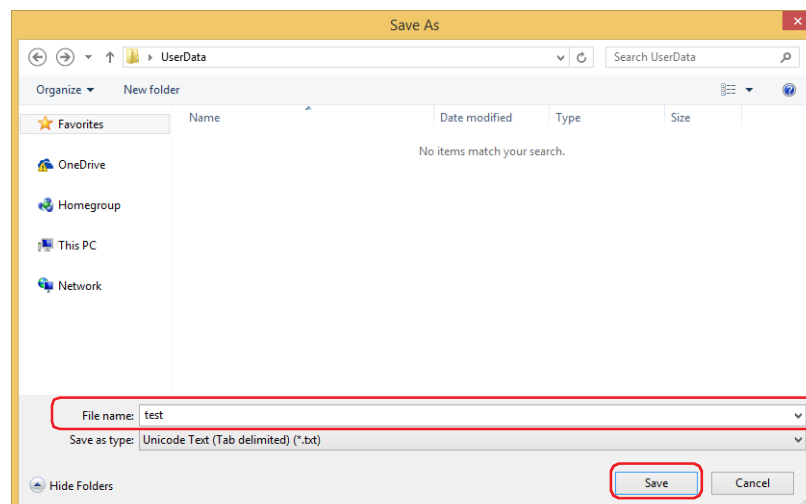 Save As
UserData
Search UserData
Organize New folder
Name Date modified Type Size
No items match your search.
Favorites
OneDrive
Homegroup
This PC
Network
File name: test
Save as type: Unicode Text (Tab delimited) (*.txt)
Hide Folders Save Cancel